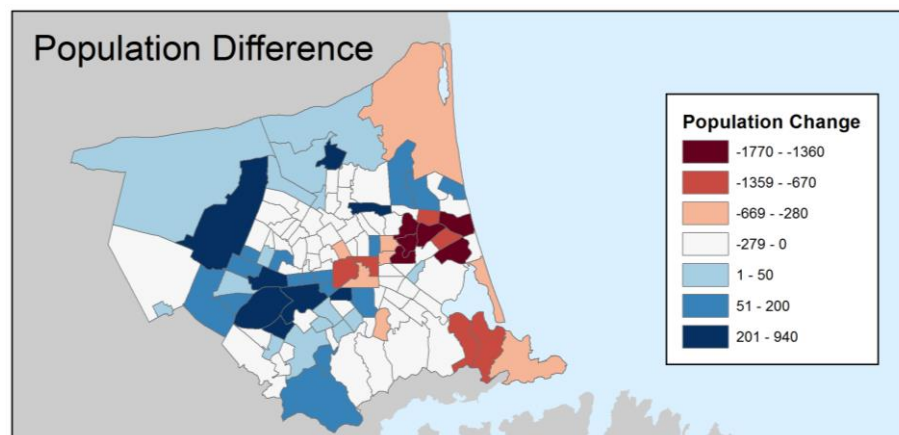 Population Difference
Population Change
-1770 - -1360
-1359 - -670
-669 - -280
-279 - 0
1 - 50
51 - 200
201 - 940